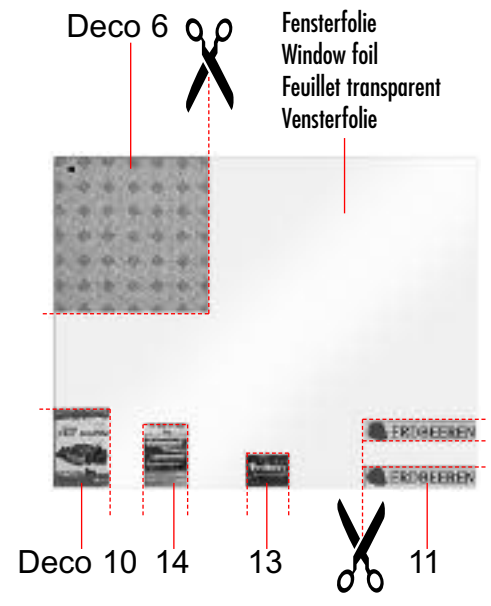 Deco 6
Fensterfolie
Window foil
Feuillet transparent
Vensterfolie
ERDBEEREN
ERDBEEREN
Deco 10
14
13
11